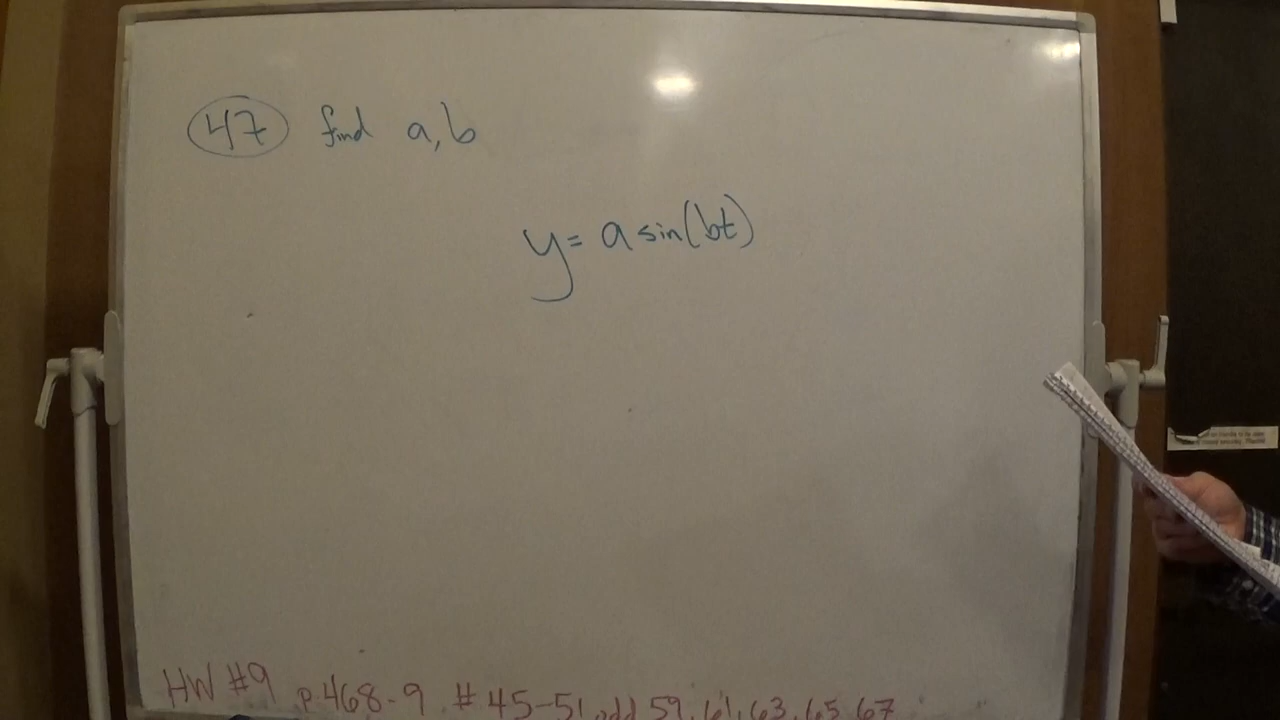 47 find a, b
y = a sin(bt)
HW #9 p. 468-9 # 45-51 odd 59, 61, 63, 65, 67